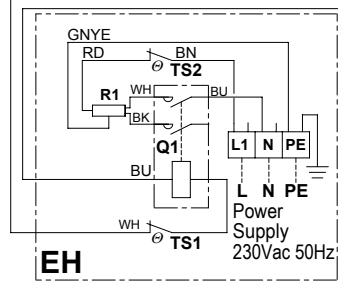 GNYE
RD BN
Θ TS2
R1 WH BU
BK
Q1
L1 N PE
BU
L N PE
WH Θ TS1
Power
Supply
230Vac 50Hz
EH